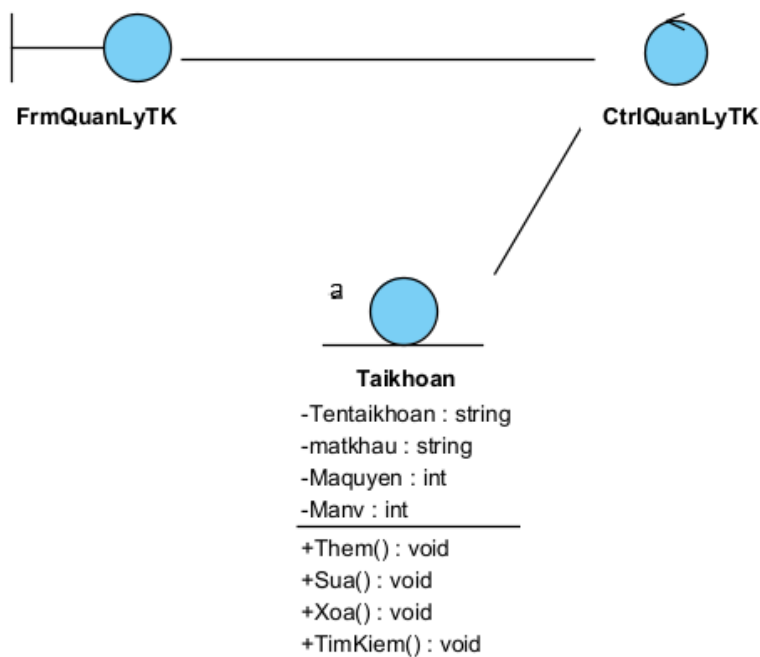 FrmQuanLyTK
CtrlQuanLyTK
a
Taikhoan
-Tentaikhoan : string
-matkhau : string
-Maquyen : int
-Manv : int
+Them() : void
+Sua() : void
+Xoa() : void
+TimKiem() : void